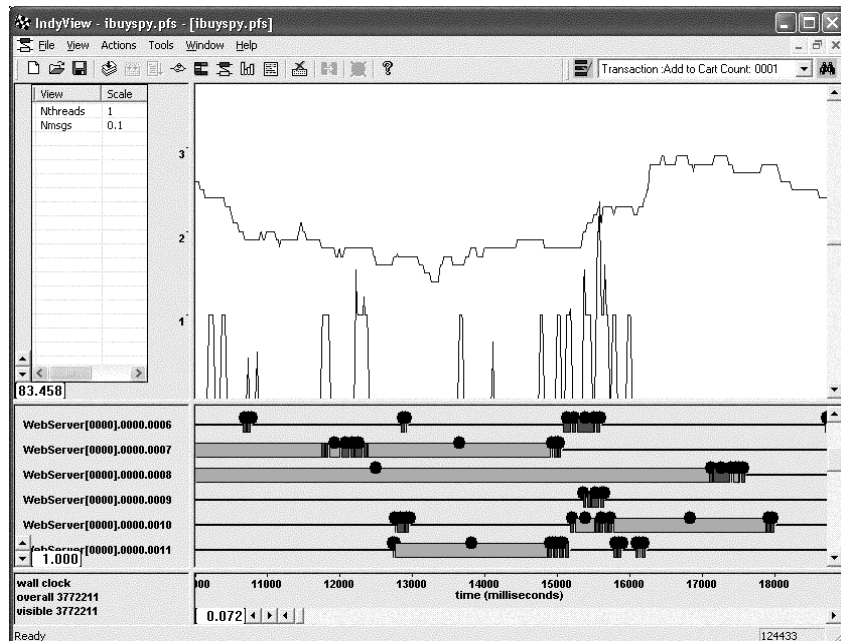 IndyView - ibuyspy.pfs - [ibuyspy.pfs]
File View Actions Tools Window Help
Transaction :Add to Cart Count: 0001
View Scale
Nthreads 1
Nmsgs 0.1
3
2
1
83.458
WebServer[0000].0000.0006
WebServer[0000].0000.0007
WebServer[0000].0000.0008
WebServer[0000].0000.0009
WebServer[0000].0000.0010
ebServer[0000].0000.0011
1.000
wall clock
overall 3772211
visible 3772211
000 11000 12000 13000 14000 15000 16000 17000 18000
time (milliseconds)
0.072
Ready 124433